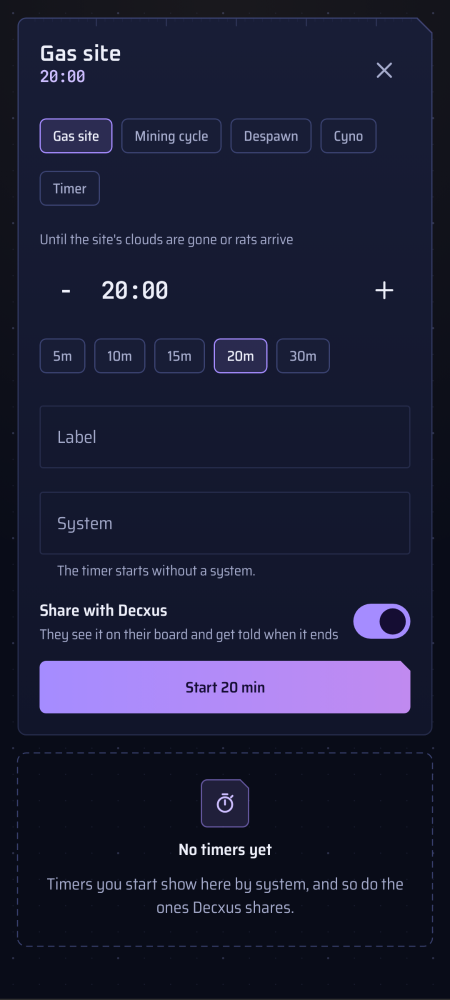 Gas site
20:00
Gas site
Mining cycle
Despawn
Cyno
Timer
Until the site's clouds are gone or rats arrive
- 20:00 +
5m
10m
15m
20m
30m
Label
System
The timer starts without a system.
Share with Decxus
They see it on their board and get told when it ends
Start 20 min
No timers yet
Timers you start show here by system, and so do the
ones Decxus shares.